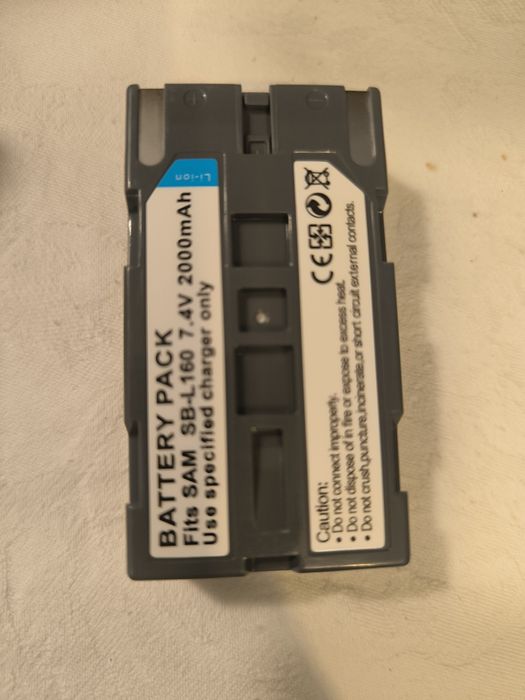 BATTERY PACK
Fits SAM SB-L160 7.4V 2000mAh
Use specified charger only
Li-ion
CE
Caution:
• Do not connect improperly.
• Do not dispose of in fire or expose to excess heat.
• Do not crush,puncture,incinerate,or short circuit external contacts.